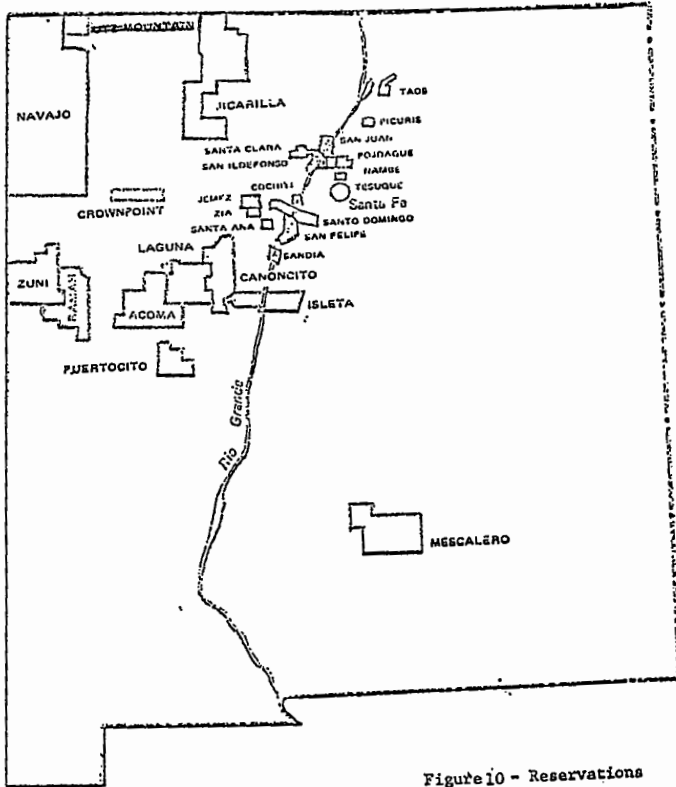 UTE MOUNTAIN
NAVAJO
JICARILLA
TAOS
PICURIS
SAN JUAN
SANTA CLARA
POJOAQUE
SAN ILDEFONSO
NAMBE
COCHITI
TESUQUE
JEMEZ
Santa Fe
CROWNPOINT
ZIA
SANTO DOMINGO
SANTA ANA
SAN FELIPE
LAGUNA
SANDIA
ZUNI
RAMAH
CANONCITO
ACOMA
ISLETA
PUERTOCITO
Rio Grande
MESCALERO
Figure 10 - Reservations